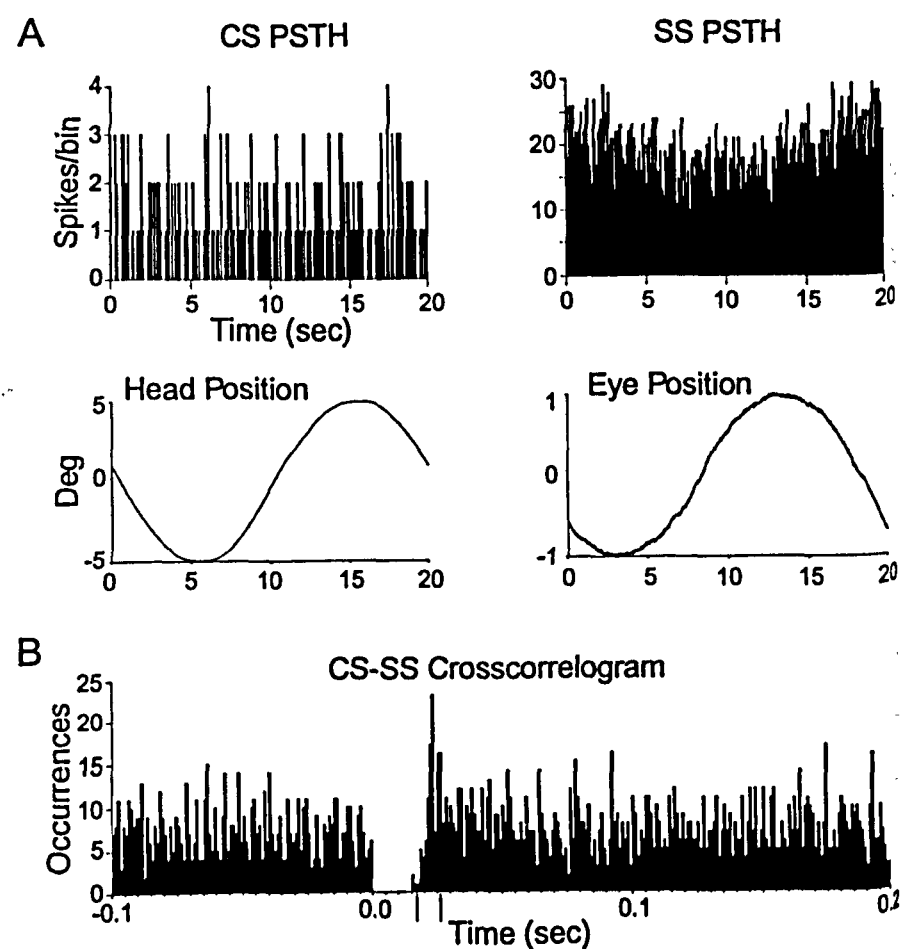 A
CS PSTH
SS PSTH
Spikes/bin
4
3
2
1
0
0 5 10 15 20
Time (sec)
30
20
10
0
0 5 10 15 20
Head Position
Deg
5
0
-5
0 5 10 15 20
Eye Position
1
0
-1
0 5 10 15 20
B
CS-SS Crosscorrelogram
Occurrences
25
20
15
10
5
0
-0.1 0.0 0.1 0.2
Time (sec)